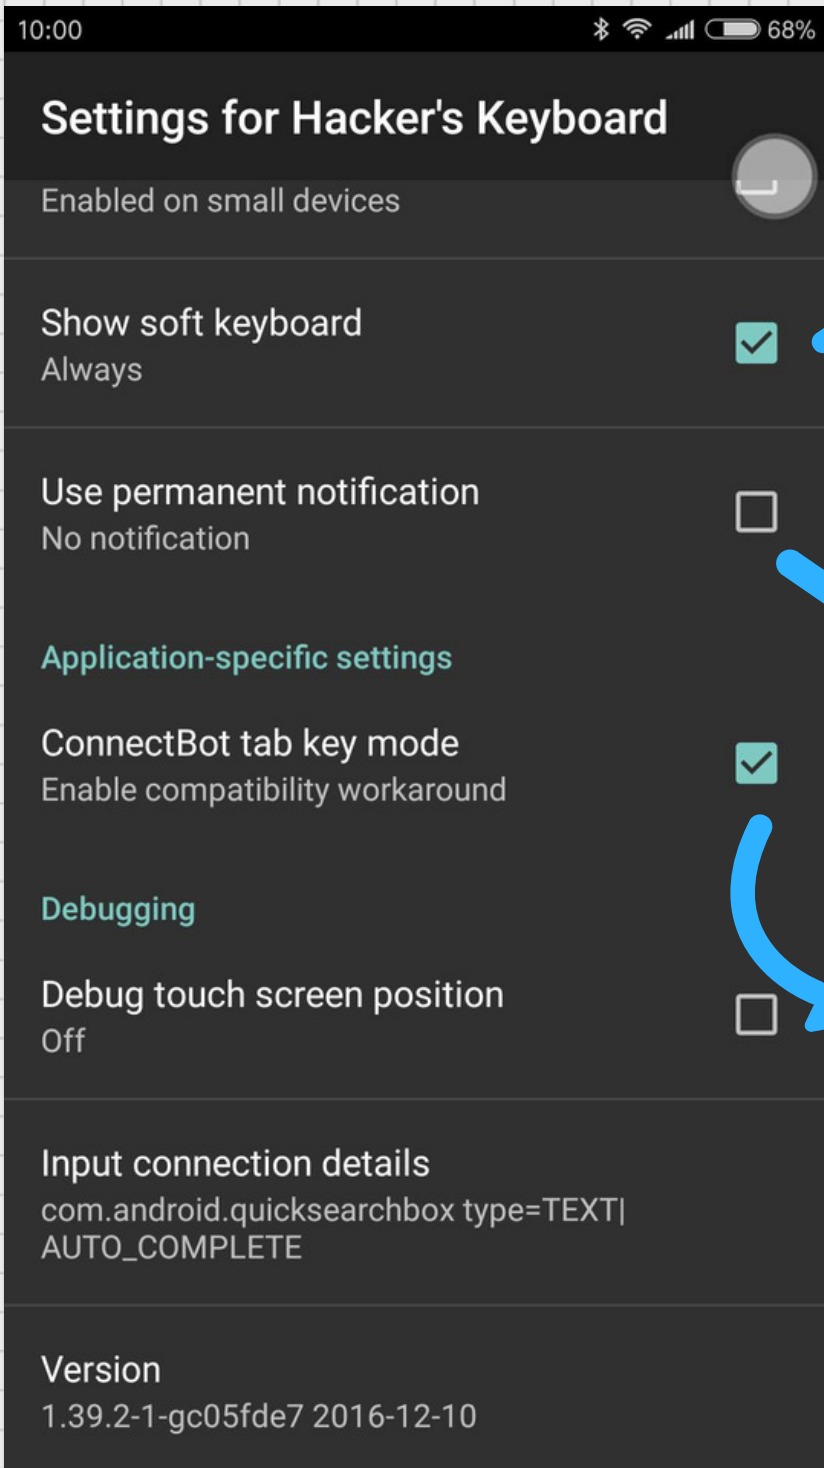 10:00 68%
Settings for Hacker's Keyboard
Enabled on small devices
Show soft keyboard
Always
Use permanent notification
No notification
Application-specific settings
ConnectBot tab key mode
Enable compatibility workaround
Debugging
Debug touch screen position
Off
Input connection details
com.android.quicksearchbox type=TEXT|
AUTO_COMPLETE
Version
1.39.2-1-gc05fde7 2016-12-10